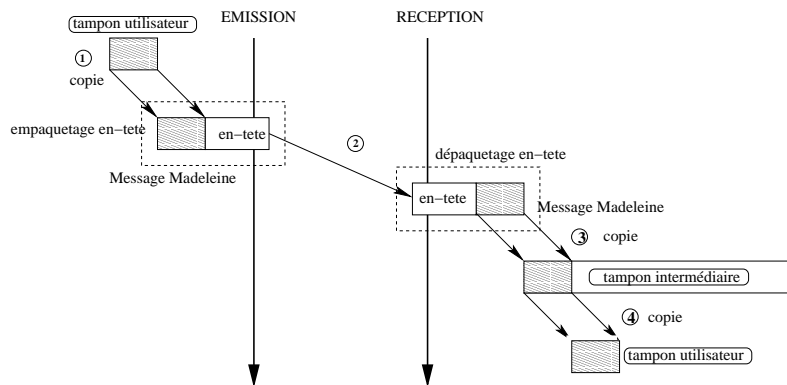 tampon utilisateur
EMISSION
RECEPTION
1
copie
empaquetage en−tete
en−tete
2
Message Madeleine
dépaquetage en−tete
en−tete
Message Madeleine
3 copie
tampon intermédiaire
4 copie
tampon utilisateur